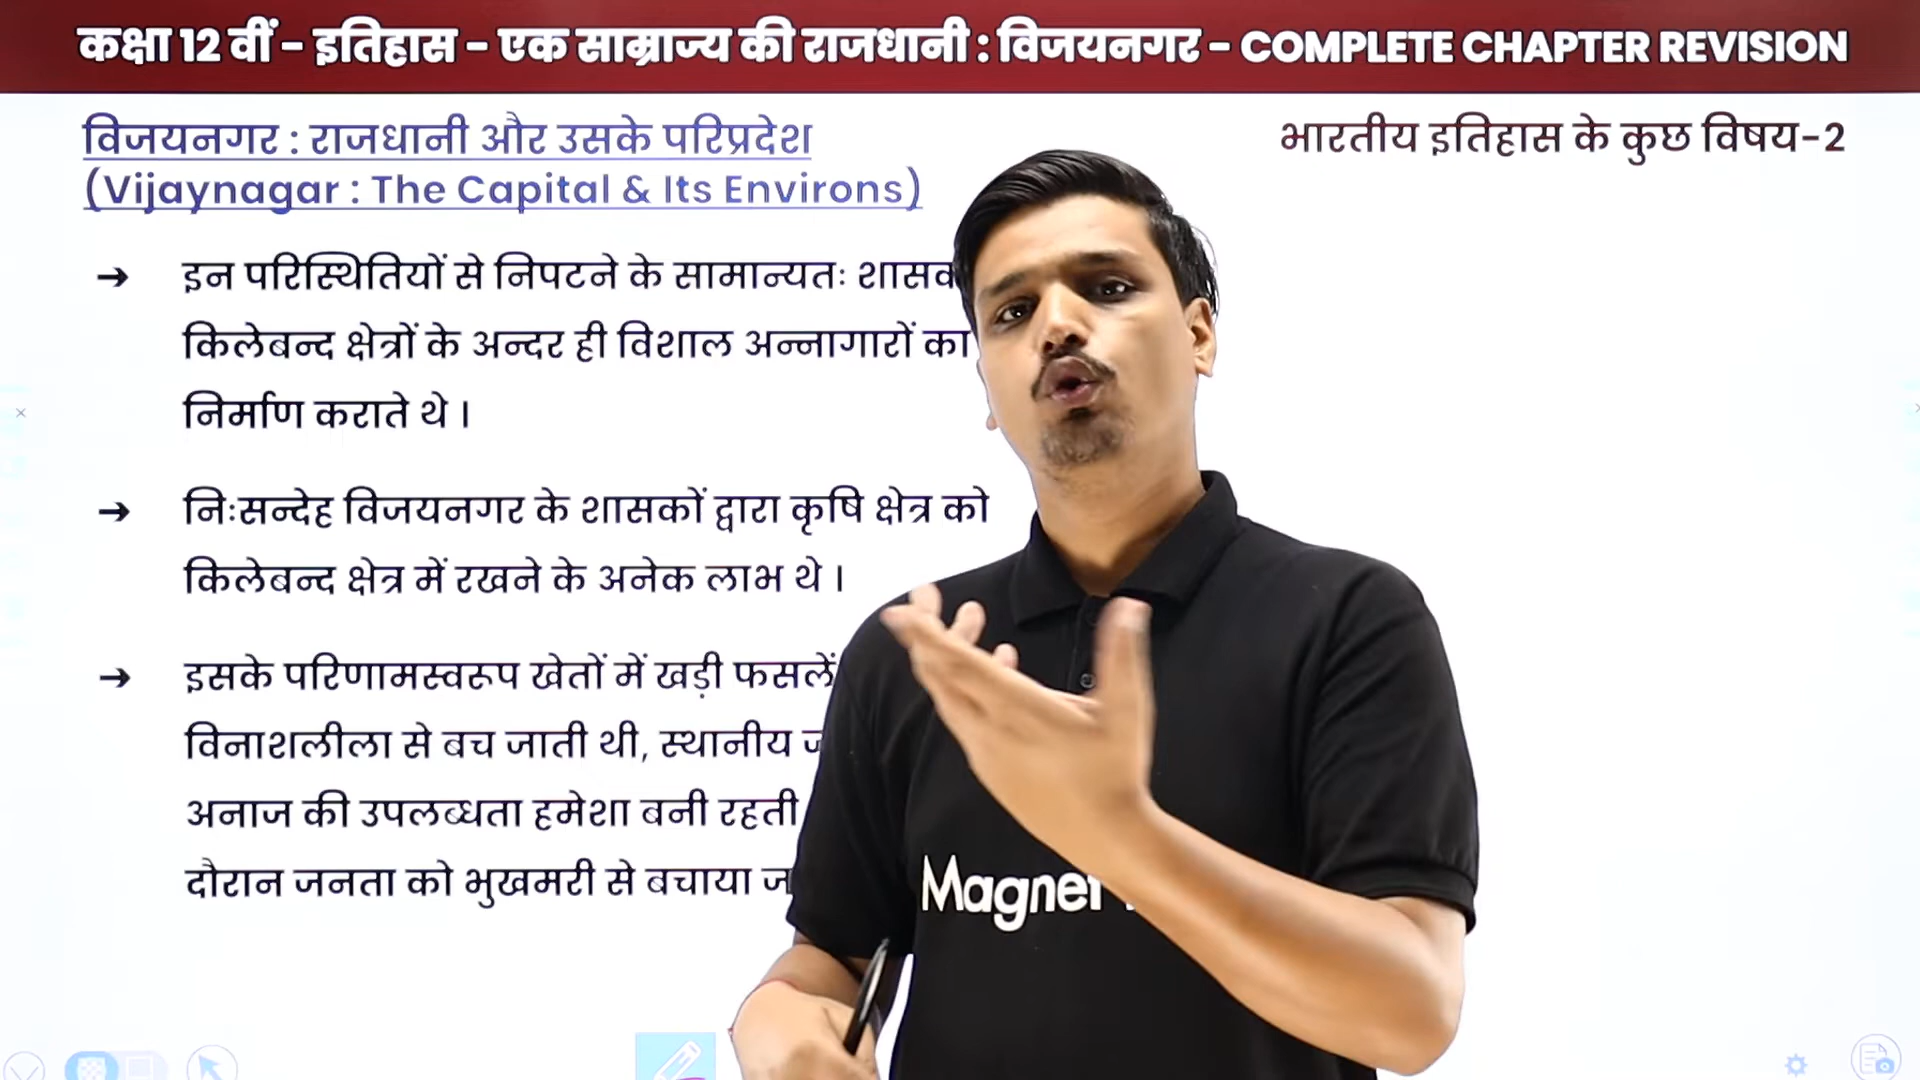 कक्षा 12 वीं - इतिहास - एक साम्राज्य की राजधानी : विजयनगर - COMPLETE CHAPTER REVISION
विजयनगर : राजधानी और उसके परिप्रदेश
(Vijaynagar : The Capital & Its Environs)
भारतीय इतिहास के कुछ विषय-2
➔ इन परिस्थितियों से निपटने के सामान्यतः
किलेबन्द क्षेत्रों के अन्दर ही विशाल अन्नागारों का
निर्माण कराते थे ।
➔ निःसन्देह विजयनगर के शासकों द्वारा कृषि क्षेत्र को
किलेबन्द क्षेत्र में रखने के अनेक लाभ थे ।
➔ इसके परिणामस्वरूप खेतों में खड़ी फसलें
विनाशलीला से बच जाती थी, स्थानीय
अनाज की उपलब्धता हमेशा बनी रहती
दौरान जनता को भुखमरी से बचाया
Magnet